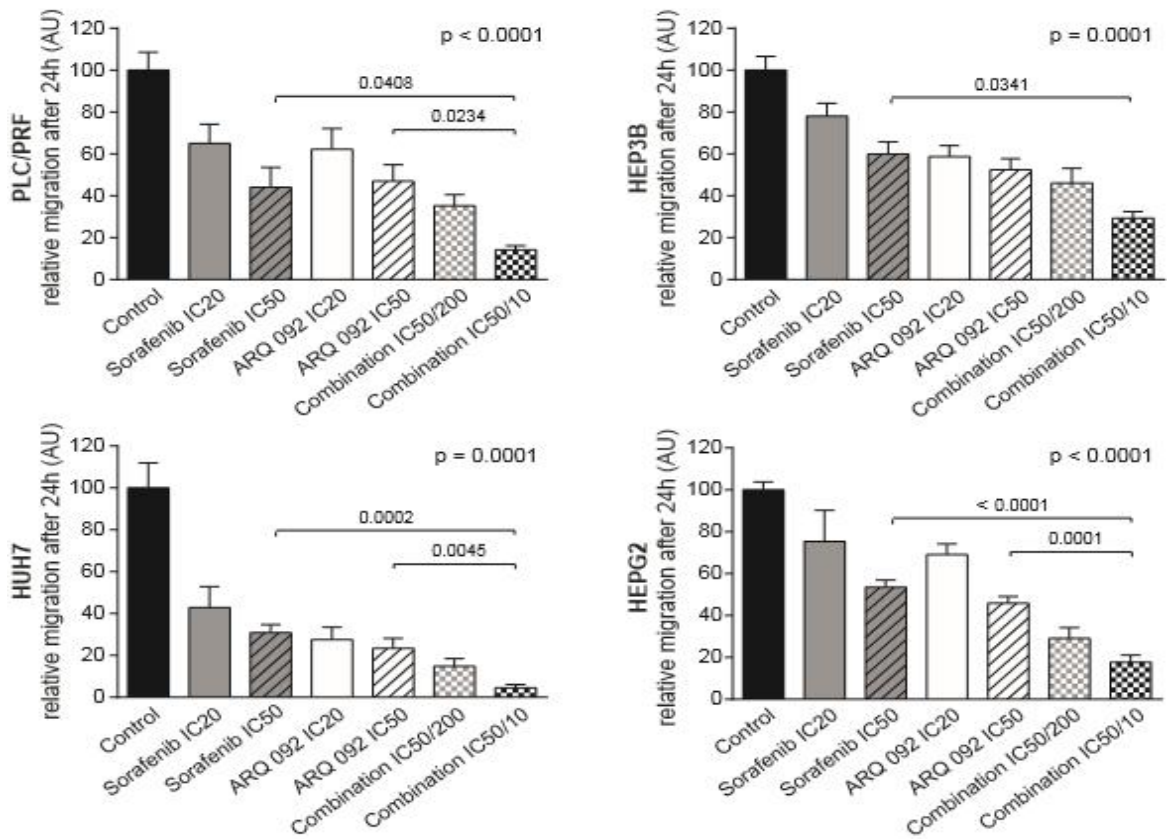 PLC/PRF
relative migration after 24h (AU)
120
100
80
60
40
20
0
p < 0.0001
0.0408
0.0234
Control
Sorafenib IC20
Sorafenib IC50
ARQ 092 IC20
ARQ 092 IC50
Combination IC50/200
Combination IC50/10
HEP3B
relative migration after 24h (AU)
120
100
80
60
40
20
0
p = 0.0001
0.0341
Control
Sorafenib IC20
Sorafenib IC50
ARQ 092 IC20
ARQ 092 IC50
Combination IC50/200
Combination IC50/10
HUH7
relative migration after 24h (AU)
120
100
80
60
40
20
0
p = 0.0001
0.0002
0.0045
Control
Sorafenib IC20
Sorafenib IC50
ARQ 092 IC20
ARQ 092 IC50
Combination IC50/200
Combination IC50/10
HEPG2
relative migration after 24h (AU)
120
100
80
60
40
20
0
p < 0.0001
< 0.0001
0.0001
Control
Sorafenib IC20
Sorafenib IC50
ARQ 092 IC20
ARQ 092 IC50
Combination IC50/200
Combination IC50/10